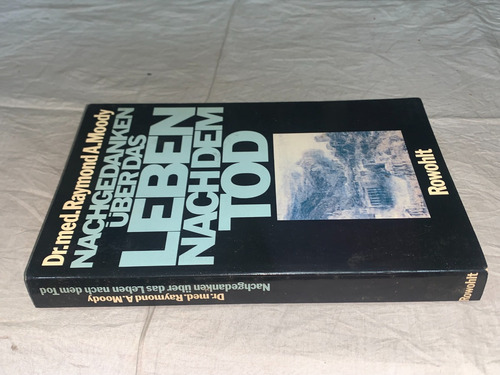 Dr. med. Raymond A. Moody
NACHGEDANKEN
ÜBER DAS
LEBEN
NACH DEM
TOD
Rowohlt
Dr. med. Raymond A. Moody
Nachgedanken über das Leben nach dem Tod
Rowohlt